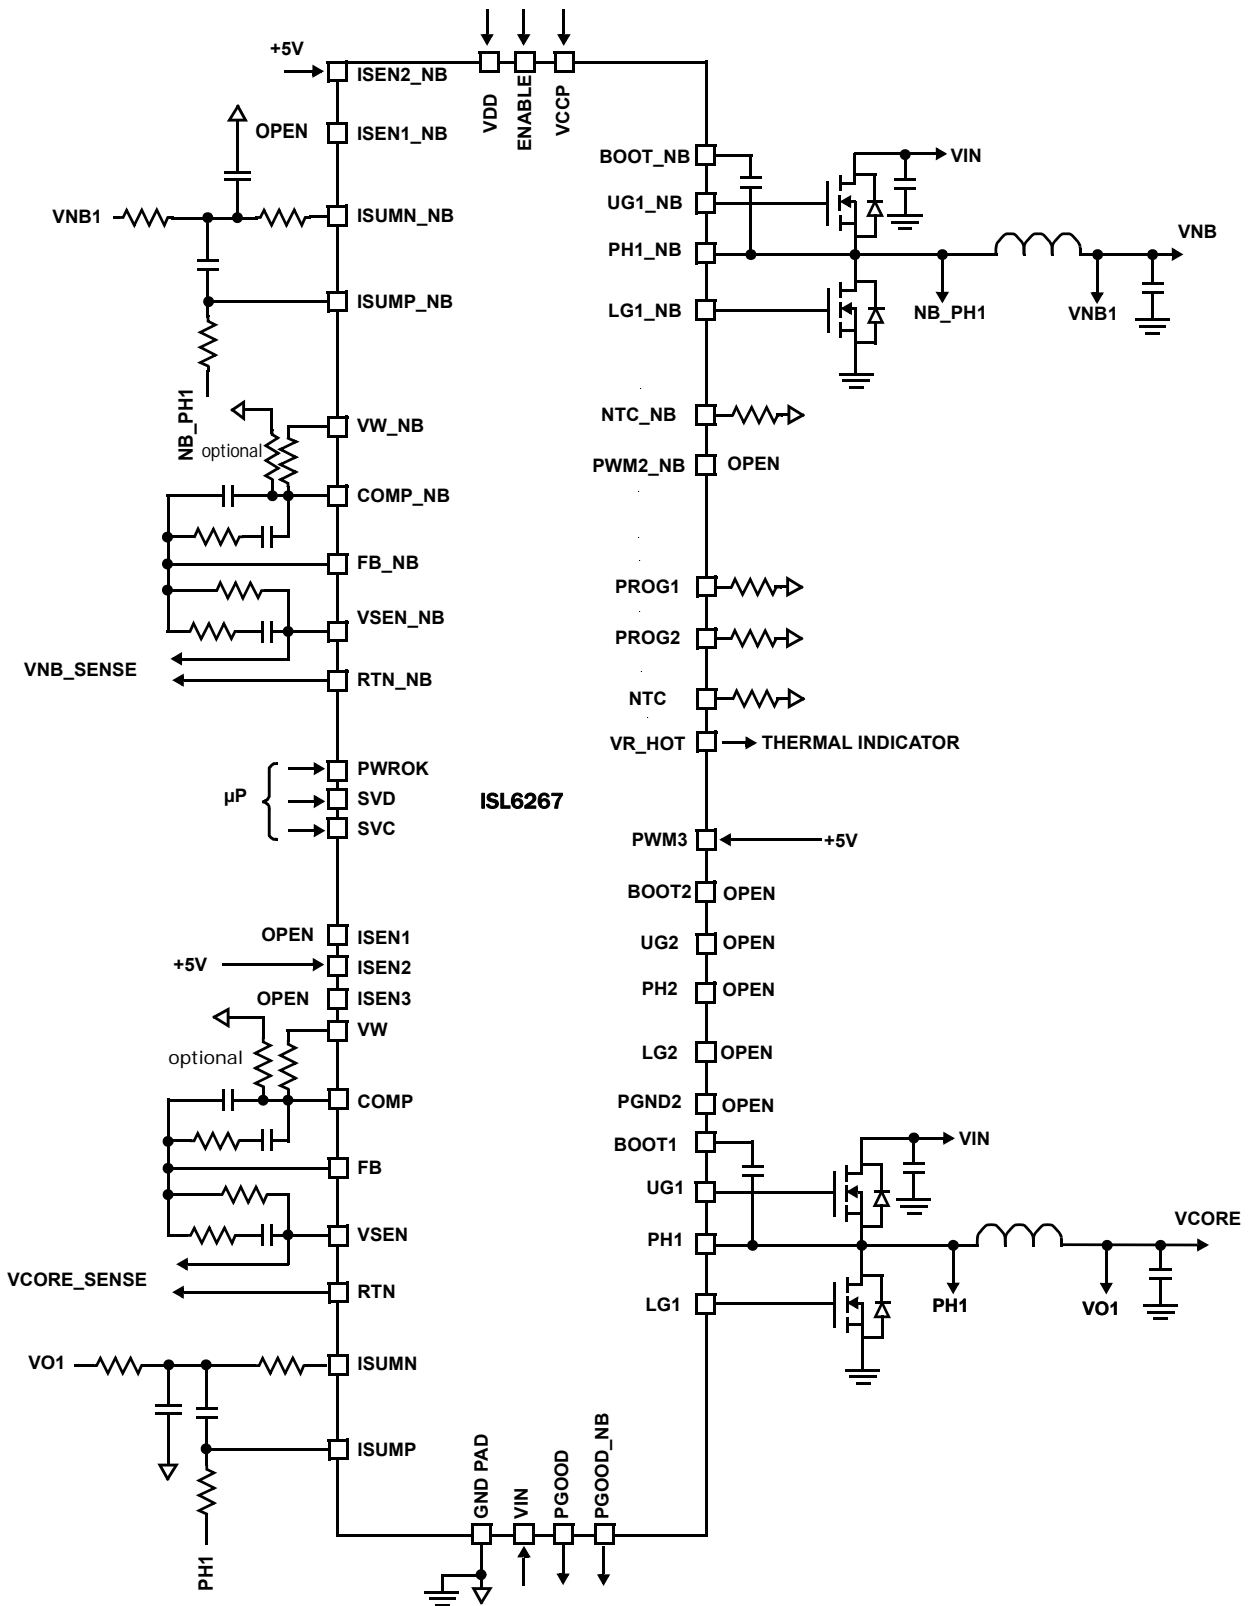 +5V
ISEN2_NB
VDD
ENABLE
VCCP
OPEN
ISEN1_NB
VNB1
ISUMN_NB
ISUMP_NB
NB_PH1
optional
VW_NB
COMP_NB
FB_NB
VSEN_NB
VNB_SENSE
RTN_NB
µP
PWROK
SVD
SVC
ISL6267
OPEN
ISEN1
+5V
ISEN2
OPEN
ISEN3
VW
optional
COMP
FB
VSEN
VCORE_SENSE
RTN
VO1
ISUMN
ISUMP
PH1
BOOT_NB
VIN
UG1_NB
PH1_NB
VNB
LG1_NB
NB_PH1
VNB1
NTC_NB
PWM2_NB
OPEN
PROG1
PROG2
NTC
VR_HOT
THERMAL INDICATOR
PWM3
+5V
BOOT2
OPEN
UG2
OPEN
PH2
OPEN
LG2
OPEN
PGND2
OPEN
BOOT1
VIN
UG1
PH1
VCORE
LG1
PH1
VO1
GND PAD
VIN
PGOOD
PGOOD_NB